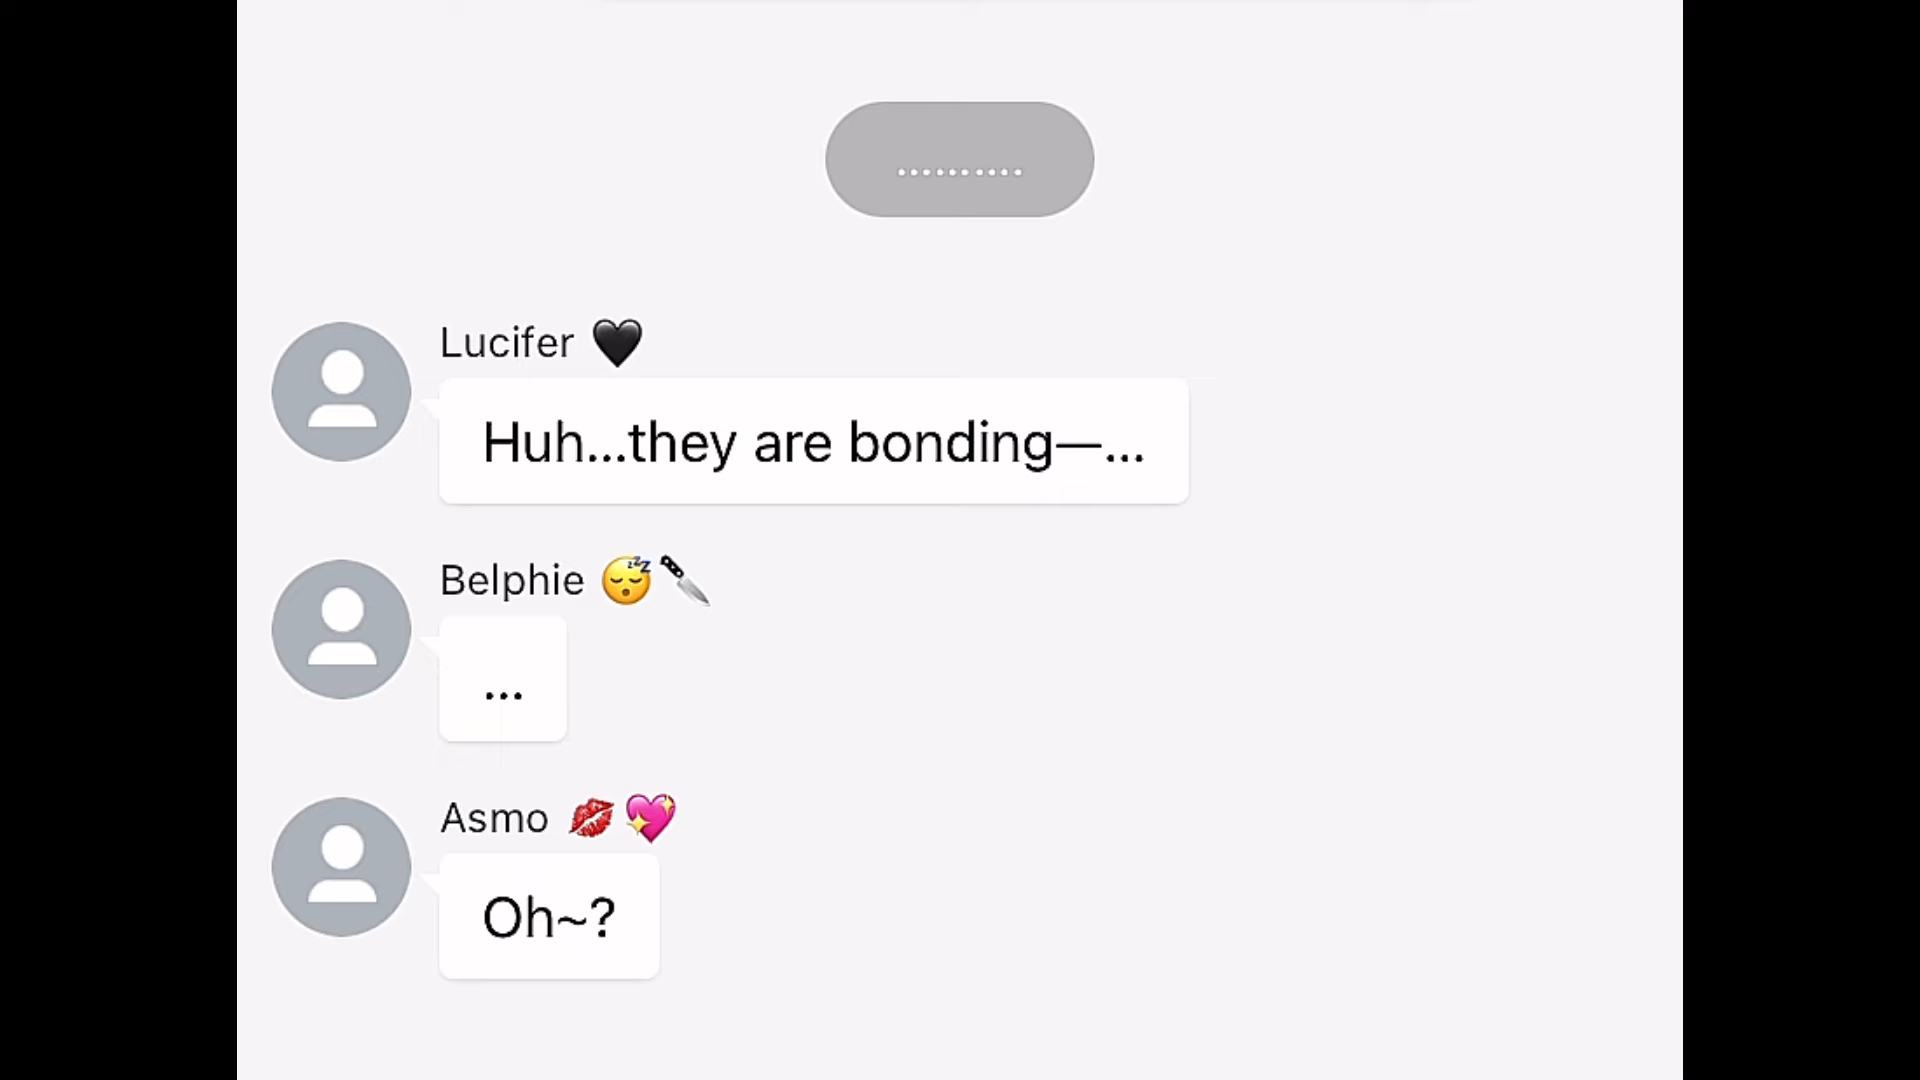 ..........
Lucifer 🖤
Huh...they are bonding—...
Belphie 😴🔪
...
Asmo 💋💖
Oh~?